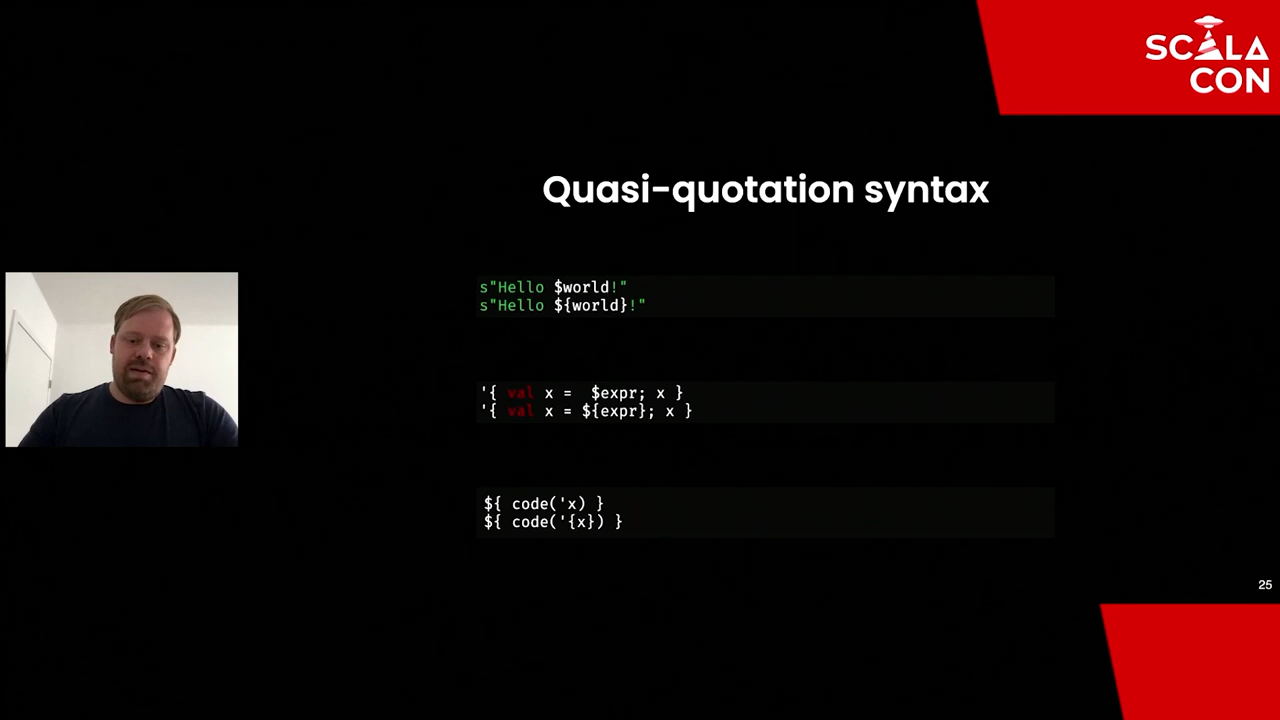 SCALA
CON
Quasi-quotation syntax
s"Hello $world!"
s"Hello ${world}!"
'{ val x =  $expr; x }
'{ val x = ${expr}; x }
${ code('x) }
${ code('{x}) }
25